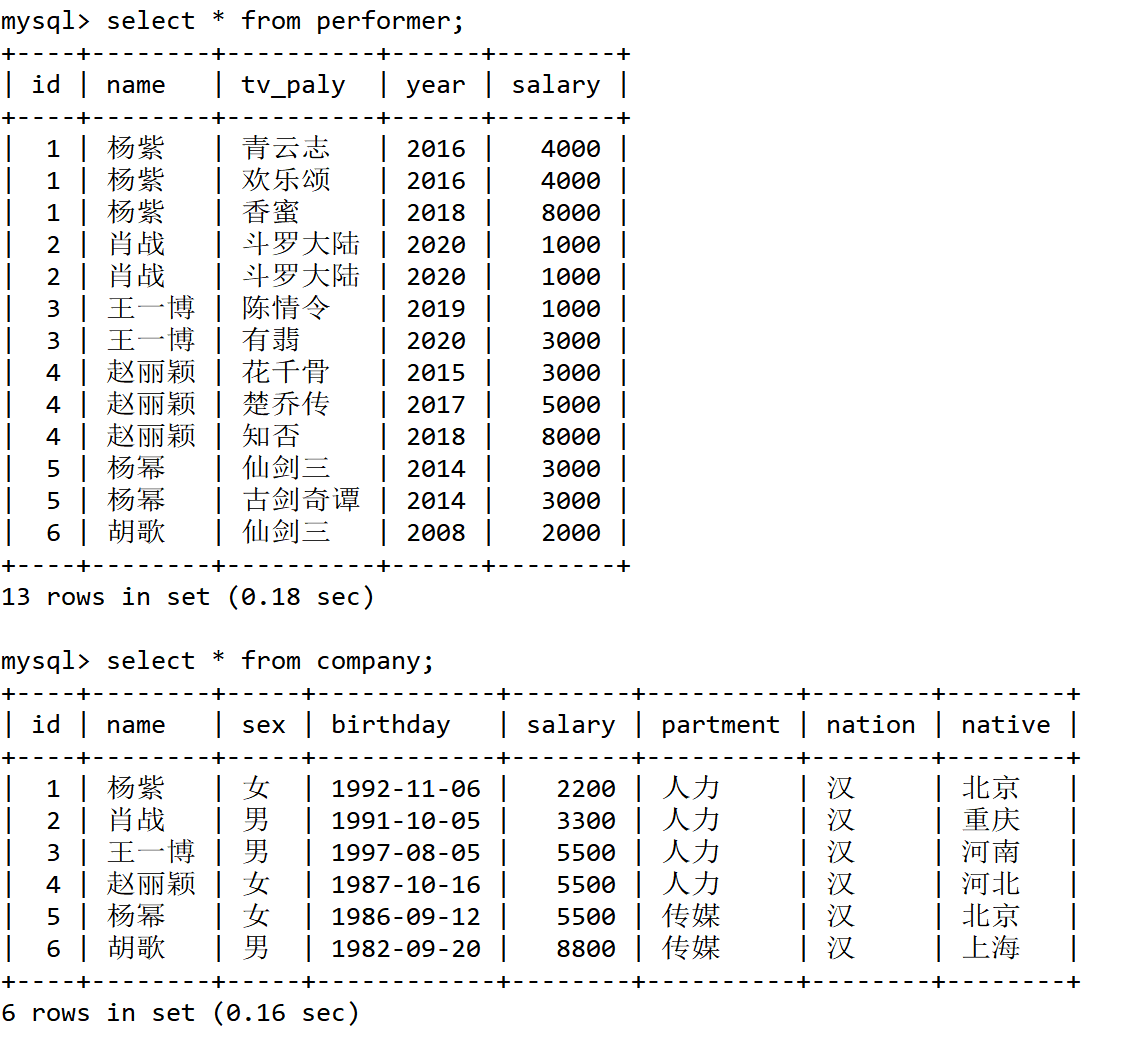 mysql> select * from performer;
+----+--------+----------+------+--------+
| id | name   | tv_paly  | year | salary |
+----+--------+----------+------+--------+
|  1 | 杨紫   | 青云志   | 2016 |   4000 |
|  1 | 杨紫   | 欢乐颂   | 2016 |   4000 |
|  1 | 杨紫   | 香蜜     | 2018 |   8000 |
|  2 | 肖战   | 斗罗大陆 | 2020 |   1000 |
|  2 | 肖战   | 斗罗大陆 | 2020 |   1000 |
|  3 | 王一博 | 陈情令   | 2019 |   1000 |
|  3 | 王一博 | 有翡     | 2020 |   3000 |
|  4 | 赵丽颖 | 花千骨   | 2015 |   3000 |
|  4 | 赵丽颖 | 楚乔传   | 2017 |   5000 |
|  4 | 赵丽颖 | 知否     | 2018 |   8000 |
|  5 | 杨幂   | 仙剑三   | 2014 |   3000 |
|  5 | 杨幂   | 古剑奇谭 | 2014 |   3000 |
|  6 | 胡歌   | 仙剑三   | 2008 |   2000 |
+----+--------+----------+------+--------+
13 rows in set (0.18 sec)
mysql> select * from company;
+----+--------+-----+------------+--------+----------+--------+--------+
| id | name   | sex | birthday   | salary | partment | nation | native |
+----+--------+-----+------------+--------+----------+--------+--------+
|  1 | 杨紫   | 女  | 1992-11-06 |   2200 | 人力     | 汉     | 北京   |
|  2 | 肖战   | 男  | 1991-10-05 |   3300 | 人力     | 汉     | 重庆   |
|  3 | 王一博 | 男  | 1997-08-05 |   5500 | 人力     | 汉     | 河南   |
|  4 | 赵丽颖 | 女  | 1987-10-16 |   5500 | 人力     | 汉     | 河北   |
|  5 | 杨幂   | 女  | 1986-09-12 |   5500 | 传媒     | 汉     | 北京   |
|  6 | 胡歌   | 男  | 1982-09-20 |   8800 | 传媒     | 汉     | 上海   |
+----+--------+-----+------------+--------+----------+--------+--------+
6 rows in set (0.16 sec)